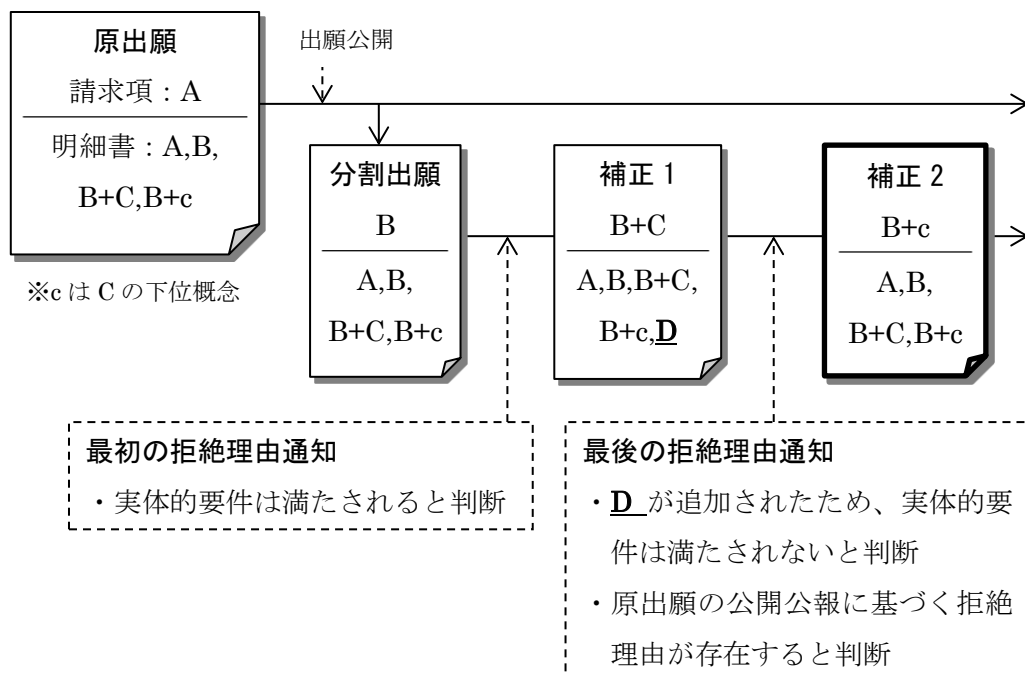 原出願
請求項:A
明細書:A,B,
B+C,B+c
※c は C の下位概念
出願公開
分割出願
B
A,B,
B+C,B+c
補正 1
B+C
A,B,B+C,
B+c,D
補正 2
B+c
A,B,
B+C,B+c
最初の拒絶理由通知
・実体的要件は満たされると判断
最後の拒絶理由通知
・D が追加されたため、実体的要
件は満たされないと判断
・原出願の公開公報に基づく拒絶
理由が存在すると判断